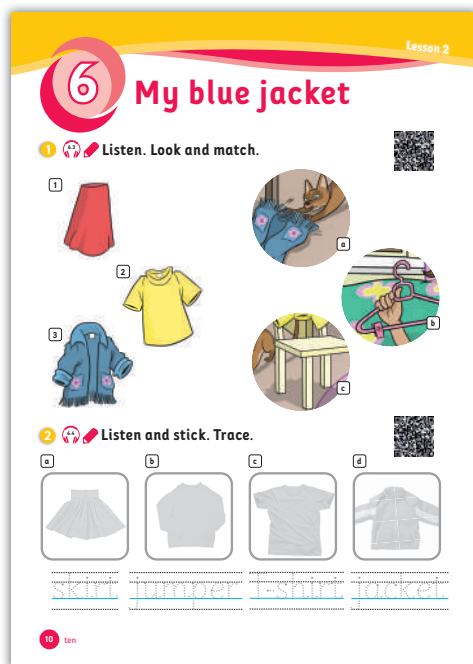 Lesson 2
6
My blue jacket
1 6.3 Listen. Look and match.
1
a
2
b
3
c
2 6.4 Listen and stick. Trace.
a b c d
skirt jumper T-shirt jacket
10 ten